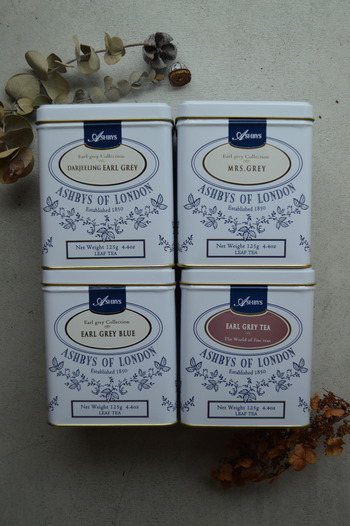 ASHBYS
Earl grey Collection
DARJEELING EARL GREY
ASHBYS OF LONDON
Established 1850
Net Weight 125g 4.4oz
LEAF TEA
ASHBYS
Earl grey Collection
MRS. GREY
ASHBYS OF LONDON
Established 1850
Net Weight 125g 4.4oz
LEAF TEA
ASHBYS
Earl grey Collection
EARL GREY BLUE
ASHBYS OF LONDON
Established 1850
Net Weight 125g 4.4oz
LEAF TEA
ASHBYS
EARL GREY TEA
The World of fine teas
ASHBYS OF LONDON
Established 1850
Net Weight 125g 4.4oz
LEAF TEA